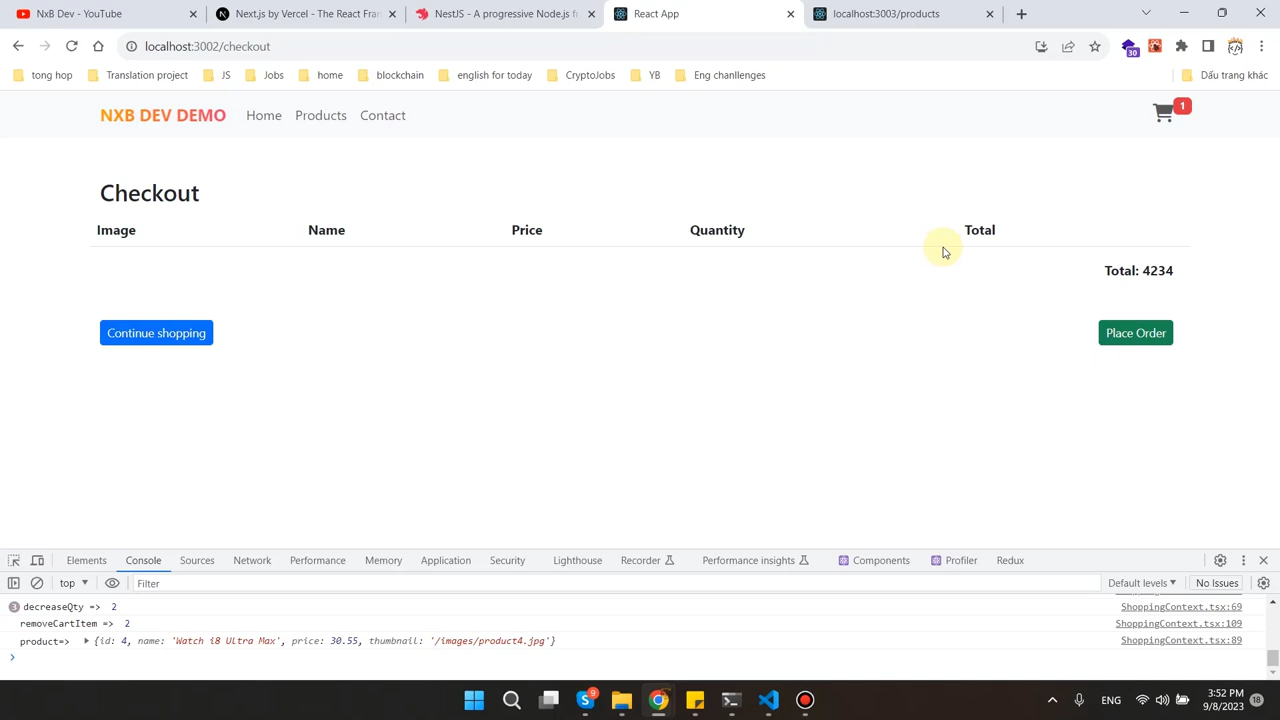 NxB Dev - YouTube
Next.js by Vercel - The React Fran
NestJS - A progressive Node.js f
React App
localhost:3003/products
localhost:3002/checkout
30
tong hop
Translation project
JS
Jobs
home
blockchain
english for today
CryptoJobs
YB
Eng chanllenges
Dấu trang khác
NXB DEV DEMO
Home
Products
Contact
1
Checkout
Image Name Price Quantity Total
Total: 4234
Continue shopping
Place Order
Elements Console Sources Network Performance Memory Application Security Lighthouse Recorder Performance insights Components Profiler Redux
top
Filter
Default levels
No Issues
3 decreaseQty => 2
ShoppingContext.tsx:69
removeCartItem => 2
ShoppingContext.tsx:109
product=> {id: 4, name: 'Watch i8 Ultra Max', price: 30.55, thumbnail: '/images/product4.jpg'}
ShoppingContext.tsx:89
9
ENG
3:52 PM
9/8/2023
18